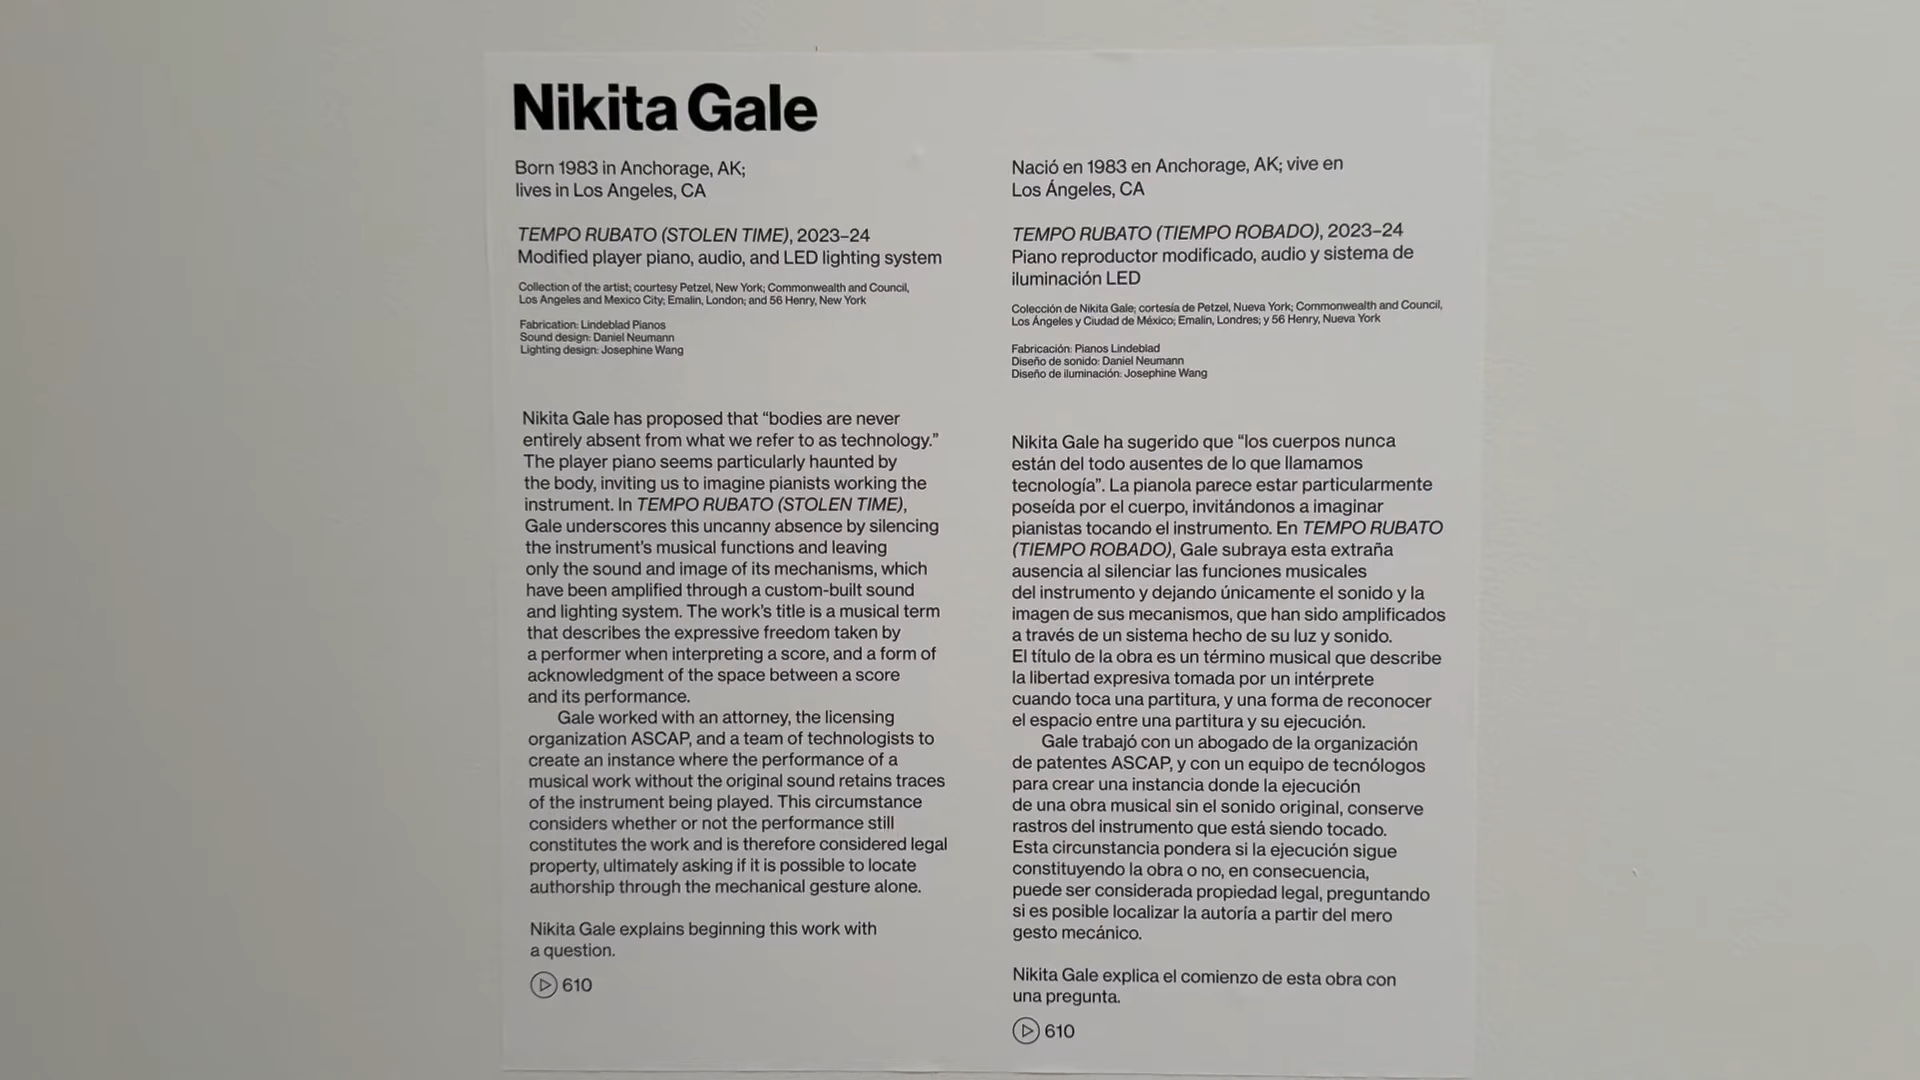 Nikita Gale
Born 1983 in Anchorage, AK;
lives in Los Angeles, CA
TEMPO RUBATO (STOLEN TIME), 2023–24
Modified player piano, audio, and LED lighting system
Collection of the artist; courtesy Petzel, New York; Commonwealth and Council,
Los Angeles and Mexico City; Emalin, London; and 56 Henry, New York
Fabrication: Lindeblad Pianos
Sound design: Daniel Neumann
Lighting design: Josephine Wang
Nikita Gale has proposed that “bodies are never
entirely absent from what we refer to as technology.”
The player piano seems particularly haunted by
the body, inviting us to imagine pianists working the
instrument. In TEMPO RUBATO (STOLEN TIME),
Gale underscores this uncanny absence by silencing
the instrument’s musical functions and leaving
only the sound and image of its mechanisms, which
have been amplified through a custom-built sound
and lighting system. The work’s title is a musical term
that describes the expressive freedom taken by
a performer when interpreting a score, and a form of
acknowledgment of the space between a score
and its performance.
Gale worked with an attorney, the licensing
organization ASCAP, and a team of technologists to
create an instance where the performance of a
musical work without the original sound retains traces
of the instrument being played. This circumstance
considers whether or not the performance still
constitutes the work and is therefore considered legal
property, ultimately asking if it is possible to locate
authorship through the mechanical gesture alone.
Nikita Gale explains beginning this work with
a question.
610
Nació en 1983 en Anchorage, AK; vive en
Los Ángeles, CA
TEMPO RUBATO (TIEMPO ROBADO), 2023–24
Piano reproductor modificado, audio y sistema de
iluminación LED
Colección de Nikita Gale; cortesía de Petzel, Nueva York; Commonwealth and Council,
Los Ángeles y Ciudad de México; Emalin, Londres; y 56 Henry, Nueva York
Fabricación: Pianos Lindeblad
Diseño de sonido: Daniel Neumann
Diseño de iluminación: Josephine Wang
Nikita Gale ha sugerido que “los cuerpos nunca
están del todo ausentes de lo que llamamos
tecnología”. La pianola parece estar particularmente
poseída por el cuerpo, invitándonos a imaginar
pianistas tocando el instrumento. En TEMPO RUBATO
(TIEMPO ROBADO), Gale subraya esta extraña
ausencia al silenciar las funciones musicales
del instrumento y dejando únicamente el sonido y la
imagen de sus mecanismos, que han sido amplificados
a través de un sistema hecho de su luz y sonido.
El título de la obra es un término musical que describe
la libertad expresiva tomada por un intérprete
cuando toca una partitura, y una forma de reconocer
el espacio entre una partitura y su ejecución.
Gale trabajó con un abogado de la organización
de patentes ASCAP, y con un equipo de tecnólogos
para crear una instancia donde la ejecución
de una obra musical sin el sonido original, conserve
rastros del instrumento que está siendo tocado.
Esta circunstancia pondera si la ejecución sigue
constituyendo la obra o no, en consecuencia,
puede ser considerada propiedad legal, preguntando
si es posible localizar la autoría a partir del mero
gesto mecánico.
Nikita Gale explica el comienzo de esta obra con
una pregunta.
610